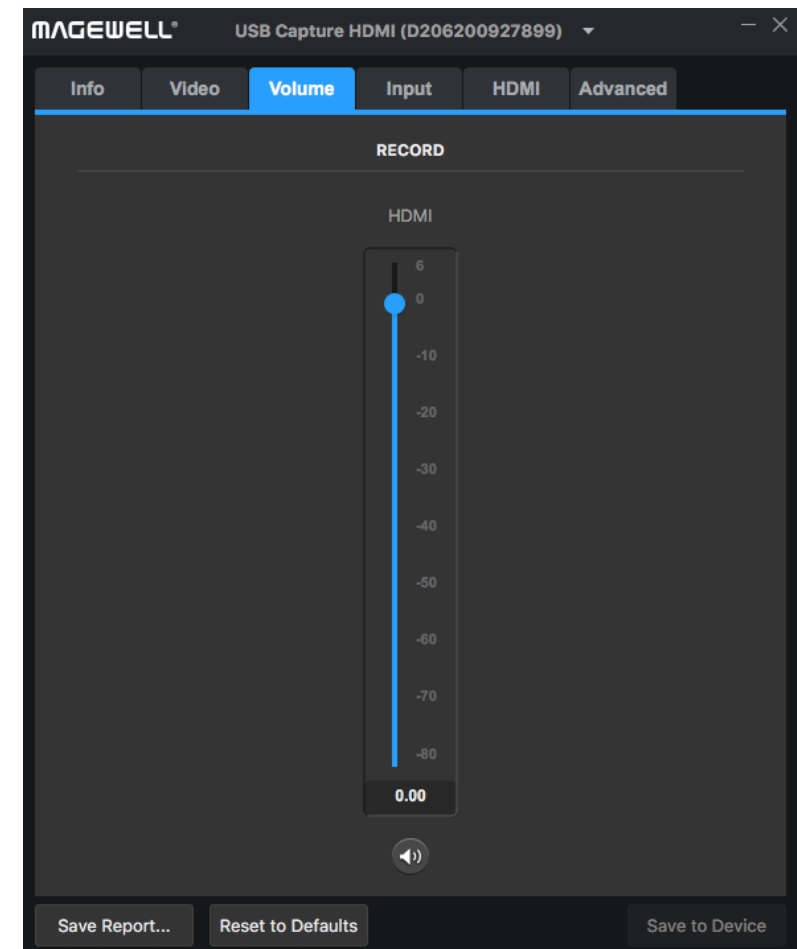 MAGEWELL® USB Capture HDMI (D206200927899)
Info Video Volume Input HDMI Advanced
RECORD
HDMI
6
0
-10
-20
-30
-40
-50
-60
-70
-80
0.00
Save Report... Reset to Defaults Save to Device